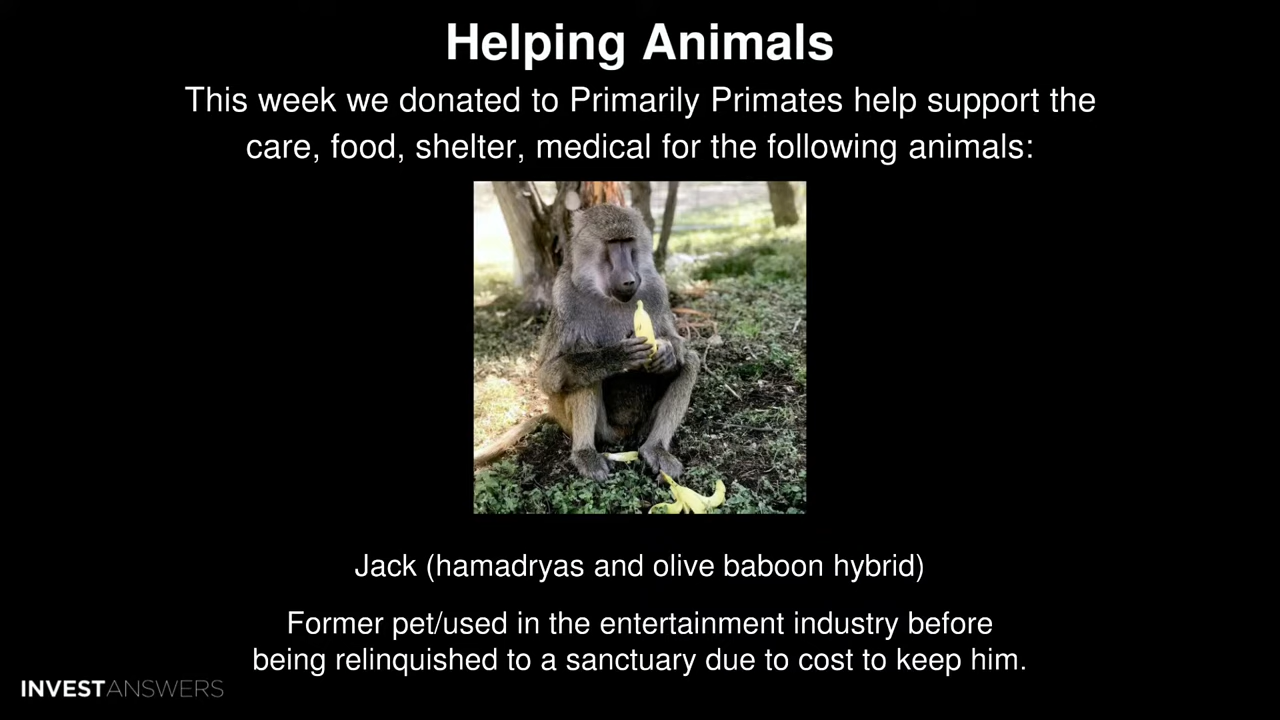 Helping Animals
This week we donated to Primarily Primates help support the
care, food, shelter, medical for the following animals:
Jack (hamadryas and olive baboon hybrid)
Former pet/used in the entertainment industry before
being relinquished to a sanctuary due to cost to keep him.
INVESTANSWERS